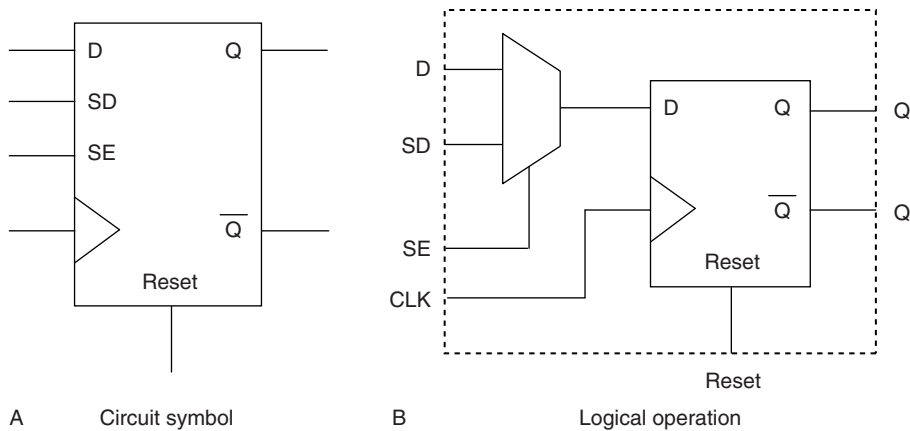 D Q
SD
SE
Q̅
Reset
A Circuit symbol
D
SD
SE
CLK
D Q
Q̅
Reset
Q
Q
Reset
B Logical operation